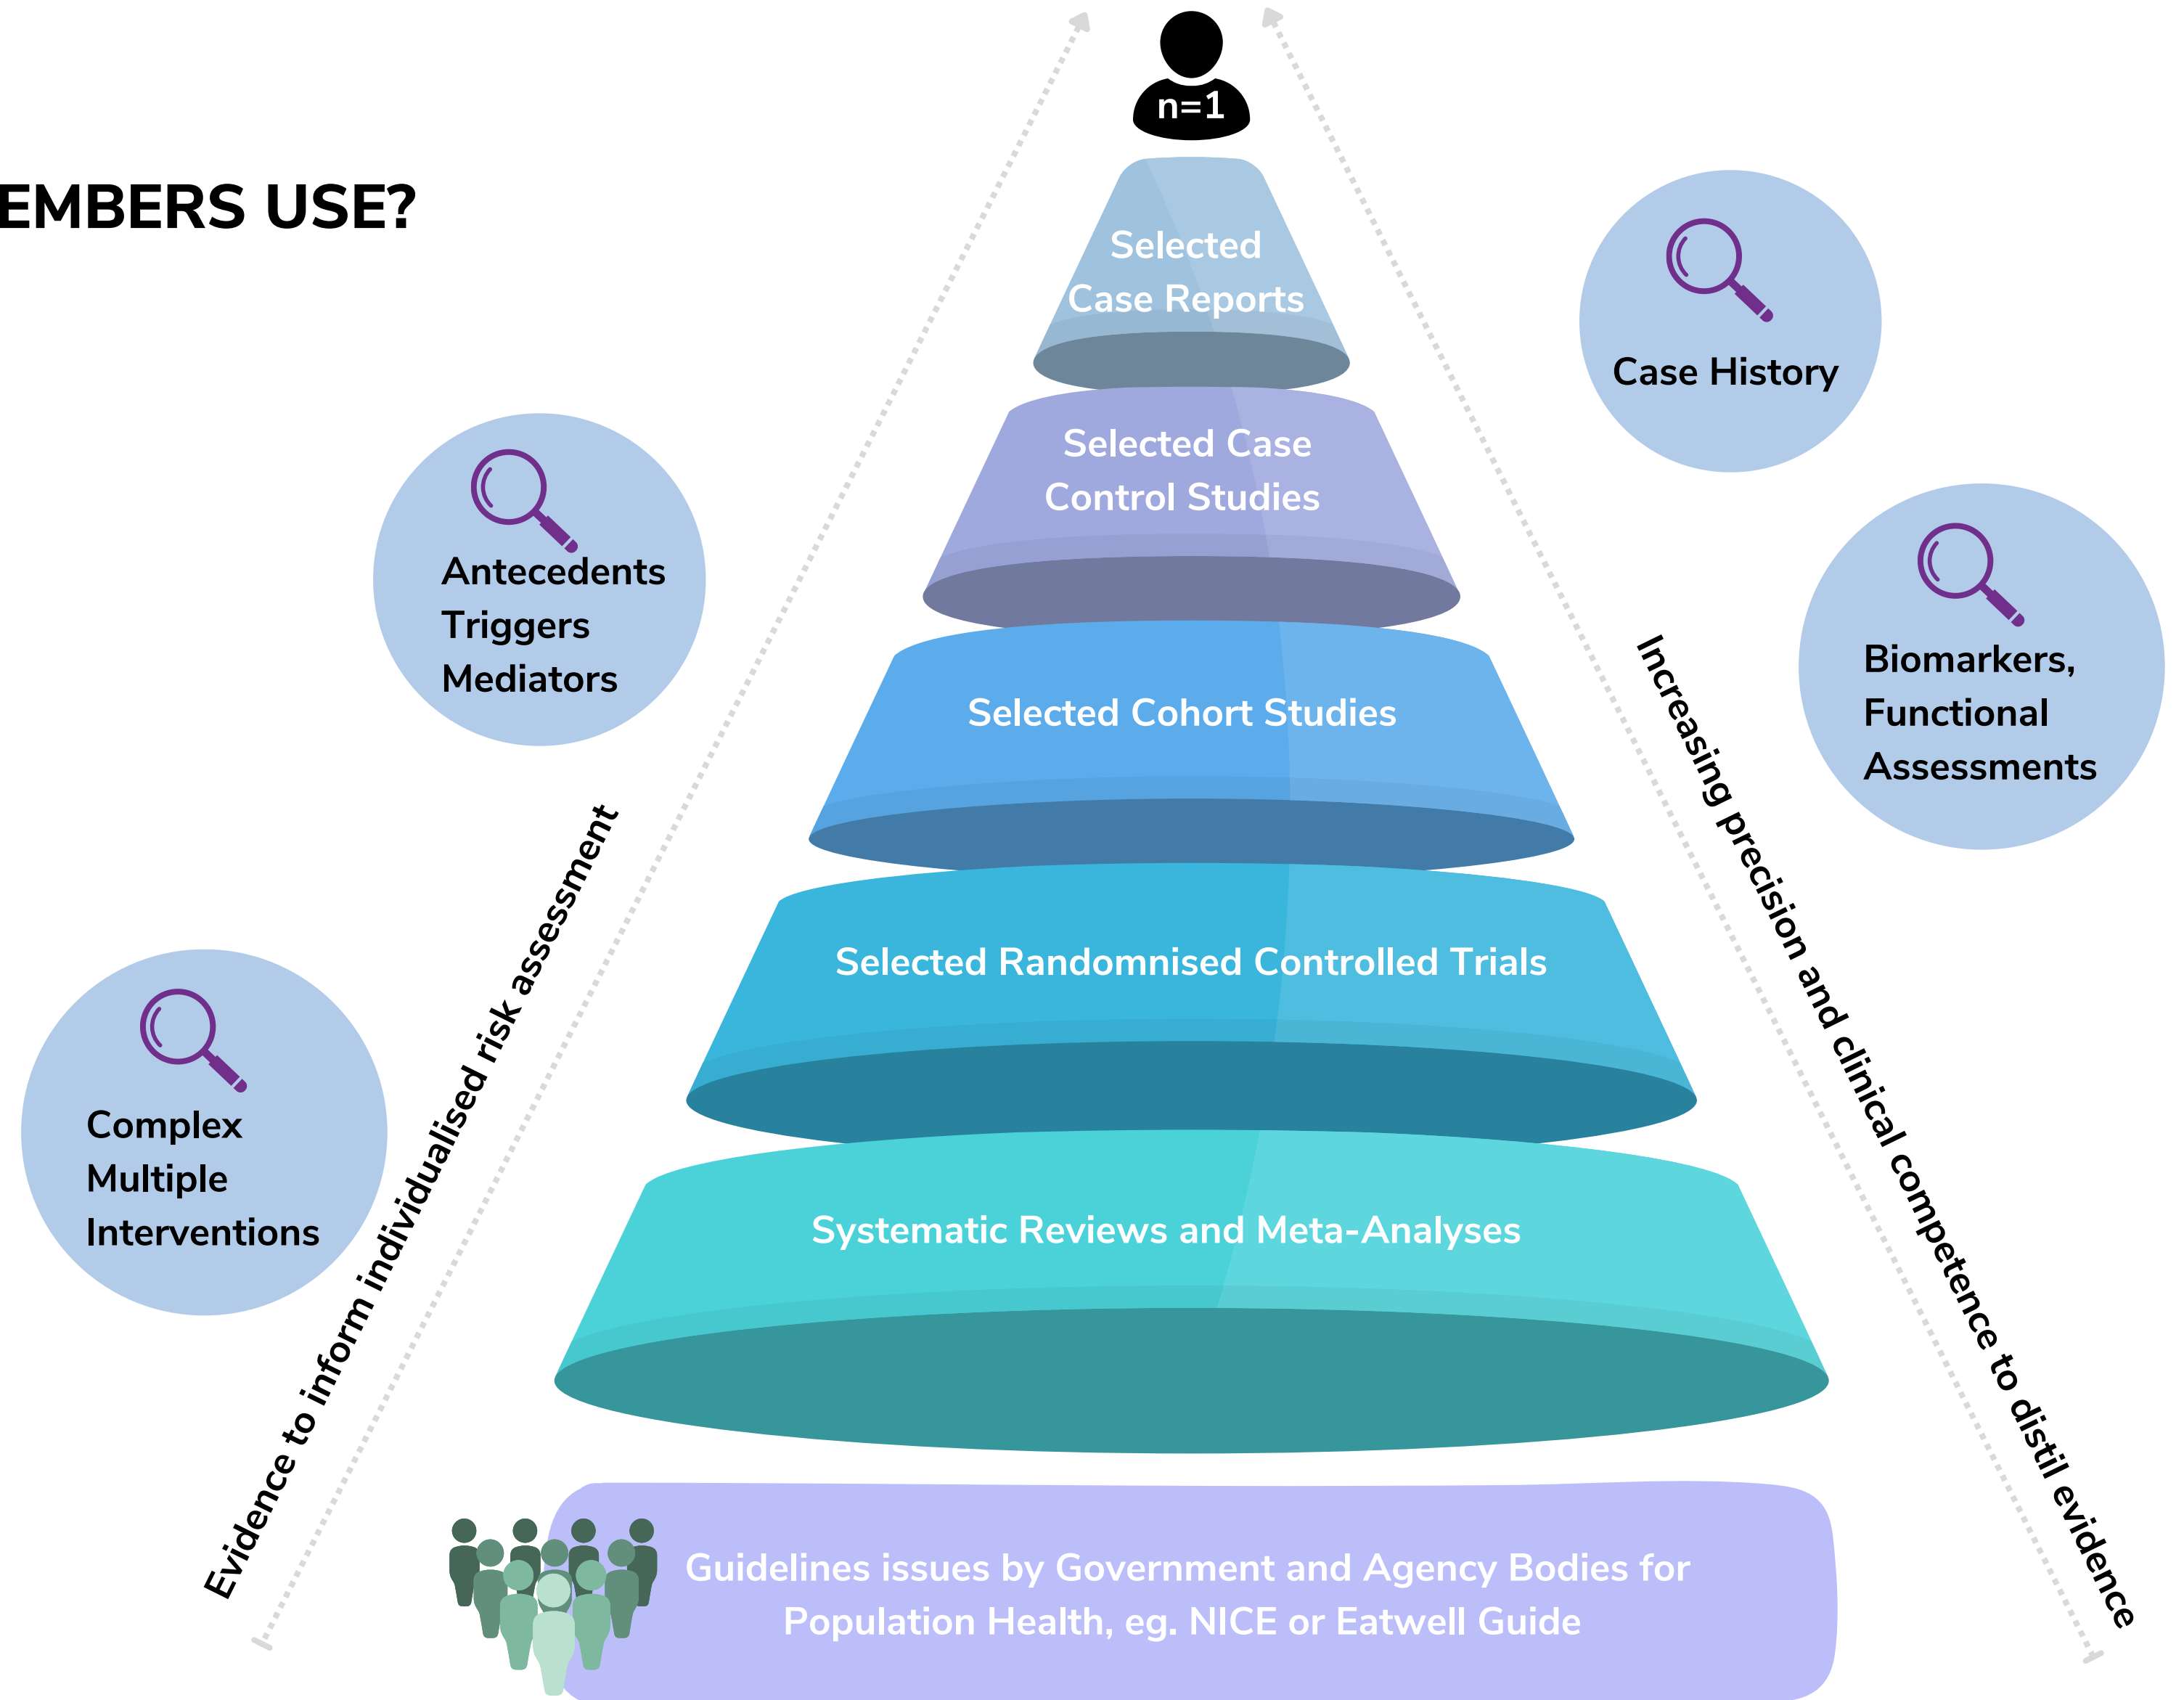 EMBERS USE?
n=1
Selected
Case Reports
Case History
Selected Case
Control Studies
Antecedents
Triggers
Mediators
Biomarkers,
Functional
Assessments
Selected Cohort Studies
Selected Randomnised Controlled Trials
Complex
Multiple
Interventions
Systematic Reviews and Meta-Analyses
Evidence to inform individualised risk assessment
Increasing precision and clinical competence to distil evidence
Guidelines issues by Government and Agency Bodies for
Population Health, eg. NICE or Eatwell Guide